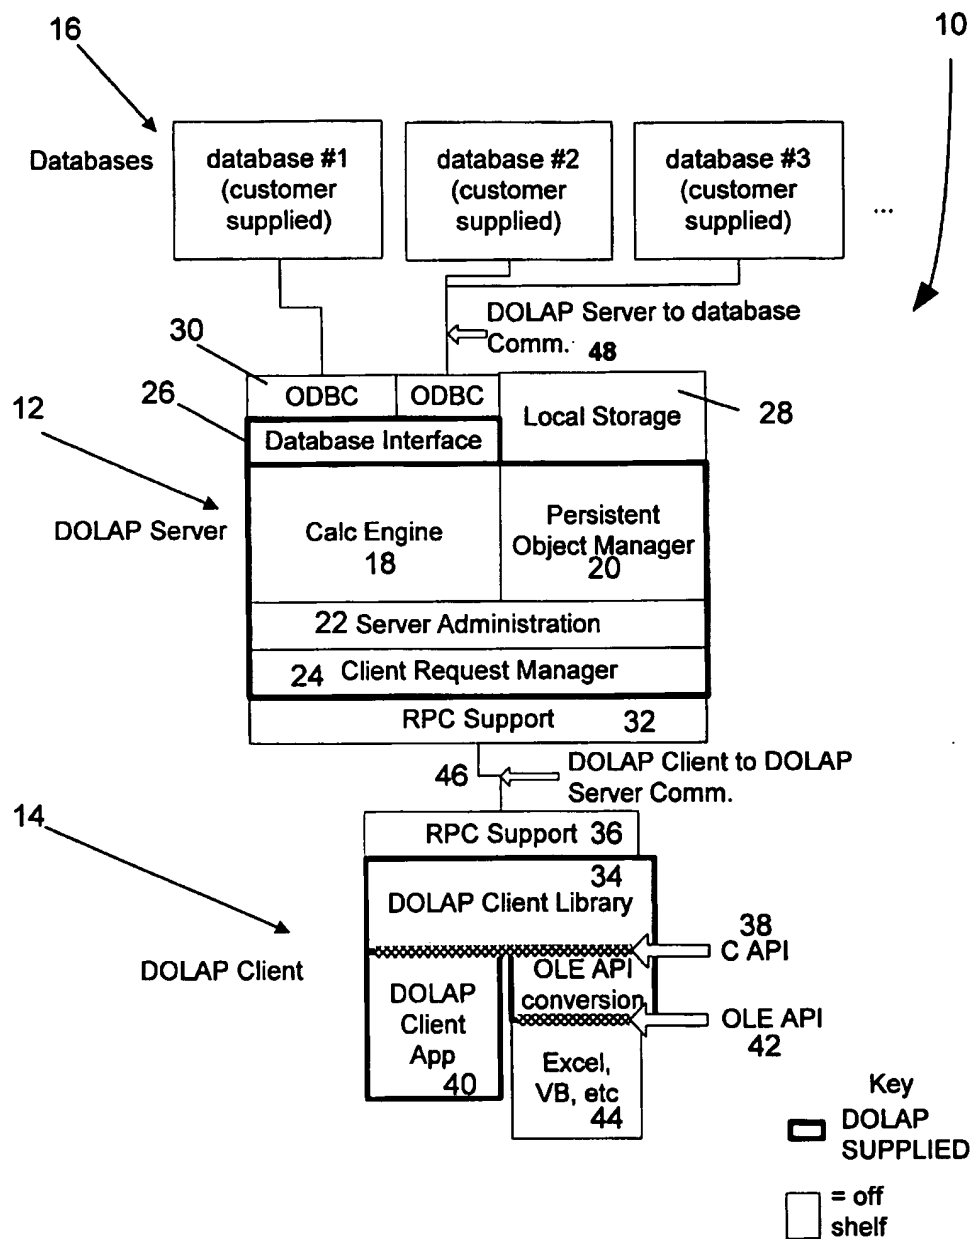 16
10
Databases
database #1
(customer
supplied)
database #2
(customer
supplied)
database #3
(customer
supplied)
...
DOLAP Server to database
Comm. 48
30
ODBC
ODBC
Local Storage
28
26
Database Interface
12
DOLAP Server
Calc Engine
18
Persistent
Object Manager
20
22 Server Administration
24 Client Request Manager
RPC Support 32
46
DOLAP Client to DOLAP
Server Comm.
14
RPC Support 36
34
DOLAP Client Library
38
C API
DOLAP Client
OLE API
conversion
DOLAP
Client
App
40
OLE API
42
Excel,
VB, etc
44
Key
DOLAP
SUPPLIED
= off
shelf